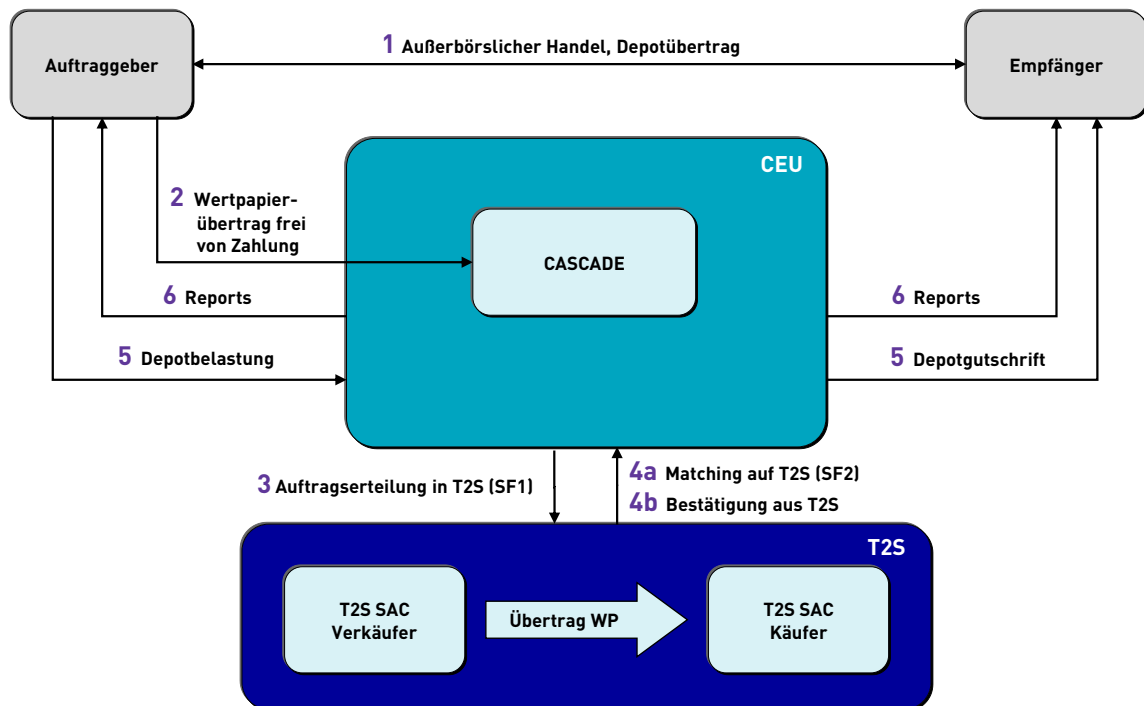 1 Außerbörslicher Handel, Depotübertrag
Auftraggeber
Empfänger
CEU
2 Wertpapier-
übertrag frei
von Zahlung
CASCADE
6 Reports
6 Reports
5 Depotbelastung
5 Depotgutschrift
3 Auftragserteilung in T2S (SF1)
4a Matching auf T2S (SF2)
4b Bestätigung aus T2S
T2S
T2S SAC
Verkäufer
Übertrag WP
T2S SAC
Käufer